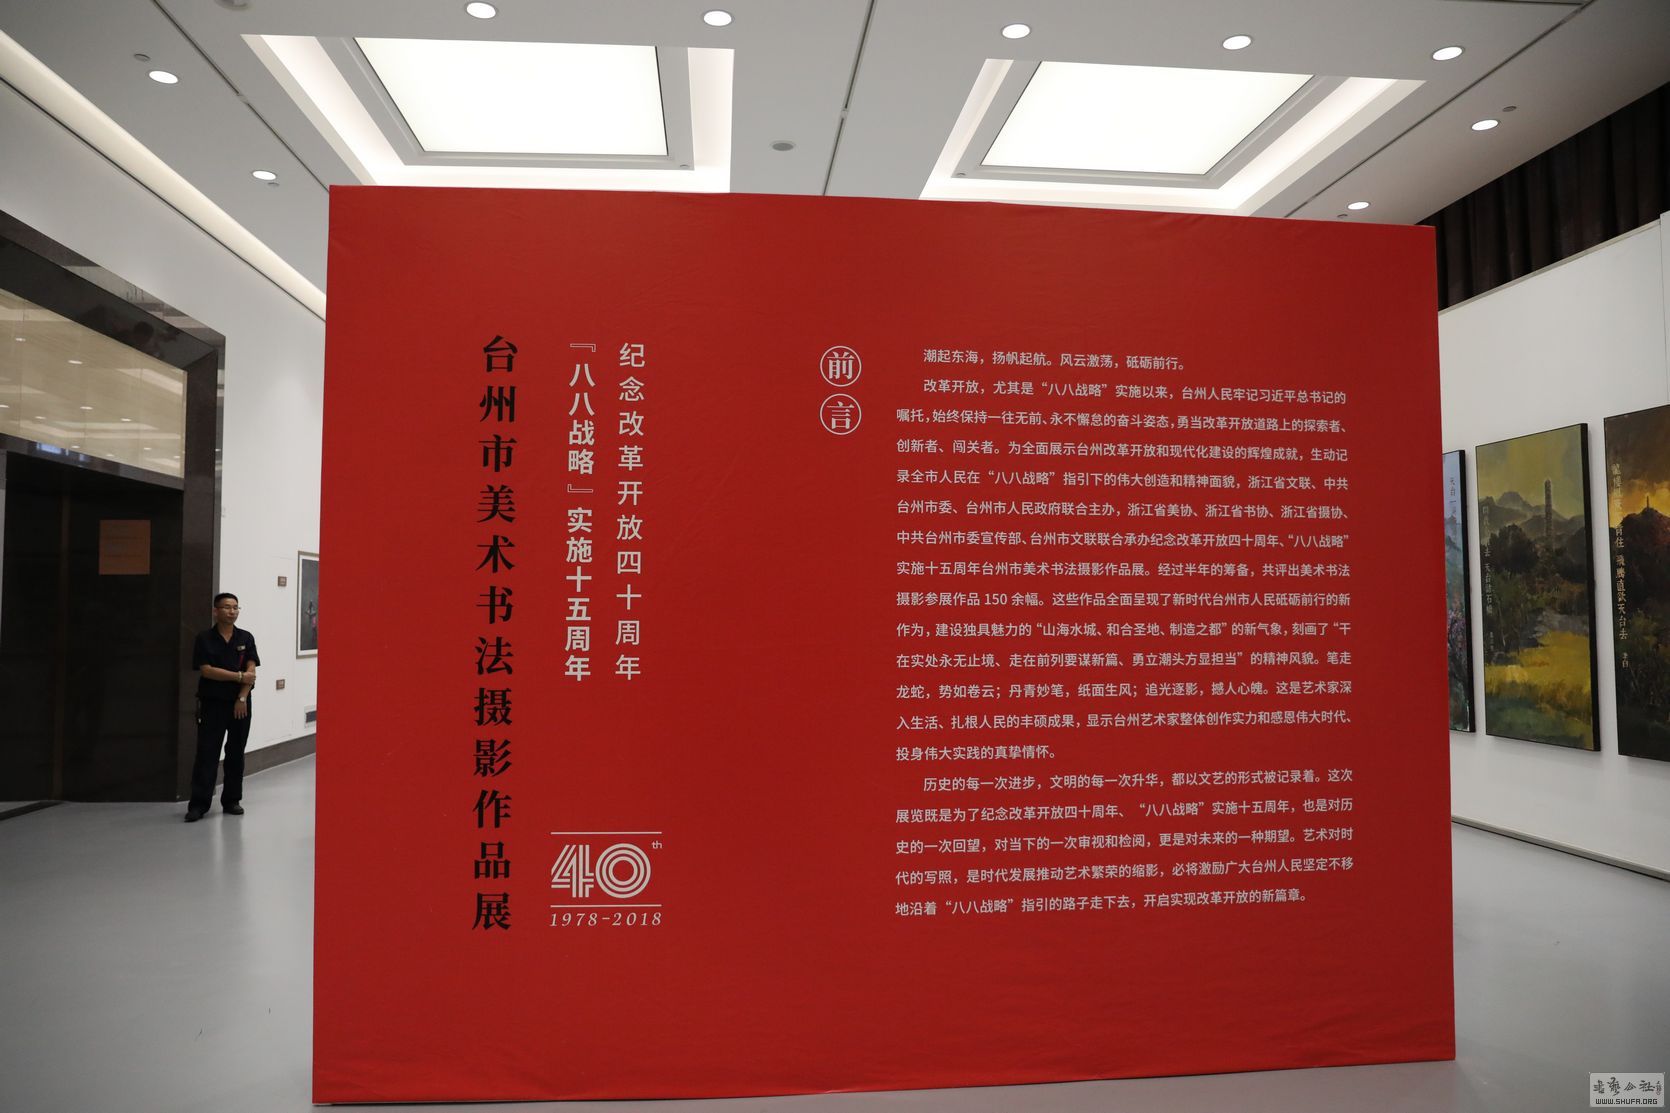 纪念改革开放四十周年
『八八战略』实施十五周年
台州市美术书法摄影作品展
40th
1978-2018
前言
潮起东海，扬帆起航。风云激荡，砥砺前行。
改革开放，尤其是“八八战略”实施以来，台州人民牢记习近平总书记的
嘱托，始终保持一往无前、永不懈怠的奋斗姿态，勇当改革开放道路上的探索者、
创新者、闯关者。为全面展示台州改革开放和现代化建设的辉煌成就，生动记
录全市人民在“八八战略”指引下的伟大创造和精神面貌，浙江省文联、中共
台州市委、台州市人民政府联合主办，浙江省美协、浙江省书协、浙江省摄协、
中共台州市委宣传部、台州市文联联合承办纪念改革开放四十周年、“八八战略”
实施十五周年台州市美术书法摄影作品展。经过半年的筹备，共评出美术书法
摄影参展作品 150 余幅。这些作品全面呈现了新时代台州市人民砥砺前行的新
作为，建设独具魅力的“山海水城、和合圣地、制造之都”的新气象，刻画了“干
在实处永无止境、走在前列要谋新篇、勇立潮头方显担当”的精神风貌。笔走
龙蛇，势如卷云；丹青妙笔，纸面生风；追光逐影，撼人心魄。这是艺术家深
入生活、扎根人民的丰硕成果，显示台州艺术家整体创作实力和感恩伟大时代、
投身伟大实践的真挚情怀。
历史的每一次进步，文明的每一次升华，都以文艺的形式被记录着。这次
展览既是为了纪念改革开放四十周年、“八八战略”实施十五周年，也是对历
史的一次回望，对当下的一次审视和检阅，更是对未来的一种期望。艺术对时
代的写照，是时代发展推动艺术繁荣的缩影，必将激励广大台州人民坚定不移
地沿着“八八战略”指引的路子走下去，开启实现改革开放的新篇章。
WWW.SHUFA.ORG